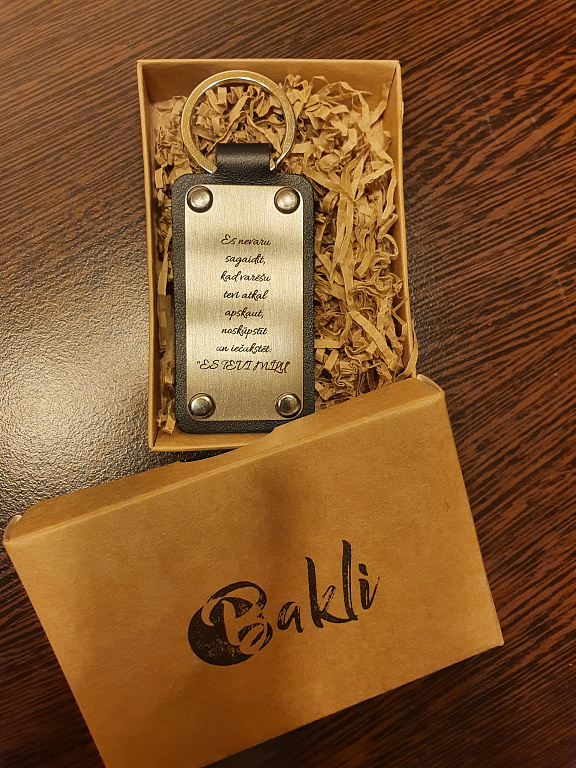 Es nevaru
sagaidīt,
kad varēšu
tevi atkal
apskaut,
noskūpstīt
un iečukstēt:
"ES TEVI MĪLU"
Bakli